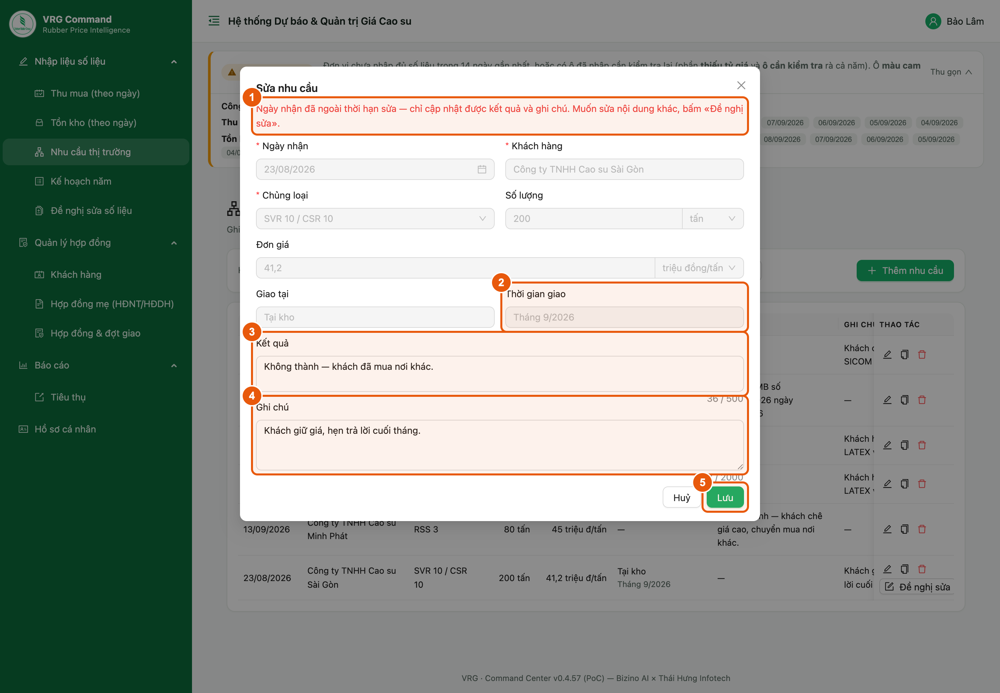 VRG Command
Rubber Price Intelligence
Nhập liệu số liệu
Thu mua (theo ngày)
Tồn kho (theo ngày)
Nhu cầu thị trường
Kế hoạch năm
Đề nghị sửa số liệu
Quản lý hợp đồng
Khách hàng
Hợp đồng mẹ (HĐNT/HĐDH)
Hợp đồng & đợt giao
Báo cáo
Tiêu thụ
Hồ sơ cá nhân
Hệ thống Dự báo & Quản trị Giá Cao su
Bảo Lâm
Đơn vị chưa nhập đủ số liệu trong 14 ngày gần nhất, hoặc có ô đã nhập cần kiểm tra lại (phần thiếu tỷ giá và ô cần kiểm tra rà cả năm). Ô màu cam
Thu gọn
Công
Thu
07/09/2026 06/09/2026 05/09/2026 04/09/2026
Tồn
08/09/2026 07/09/2026 06/09/2026 05/09/2026
04/0
Ghi
Thêm nhu cầu
Sửa nhu cầu
1
Ngày nhận đã ngoài thời hạn sửa — chỉ cập nhật được kết quả và ghi chú. Muốn sửa nội dung khác, bấm «Đề nghị
sửa».
* Ngày nhận
23/08/2026
* Khách hàng
Công ty TNHH Cao su Sài Gòn
* Chủng loại
SVR 10 / CSR 10
Số lượng
200 tấn
Đơn giá
41,2 triệu đồng/tấn
Giao tại
Tại kho
2
Thời gian giao
Tháng 9/2026
3
Kết quả
Không thành — khách đã mua nơi khác.
36 / 500
4
Ghi chú
Khách giữ giá, hẹn trả lời cuối tháng.
/ 2000
Huỷ
5
Lưu
GHI CHÚ THAO TÁC
Khách
SICOM
MB số
26 ngày
—
Khách
LATEX
Khách
LATEX
13/09/2026 Công ty TNHH Cao su
Minh Phát
RSS 3 80 tấn 45 triệu đ/tấn —
nh — khách chê
giá cao, chuyển mua nơi
khác.
—
23/08/2026 Công ty TNHH Cao su
Sài Gòn
SVR 10 / CSR
10
200 tấn 41,2 triệu đ/tấn Tại kho
Tháng 9/2026
—
Khách
lời cuối
Đề nghị sửa
VRG · Command Center v0.4.57 (PoC) — Bizino AI × Thái Hưng Infotech